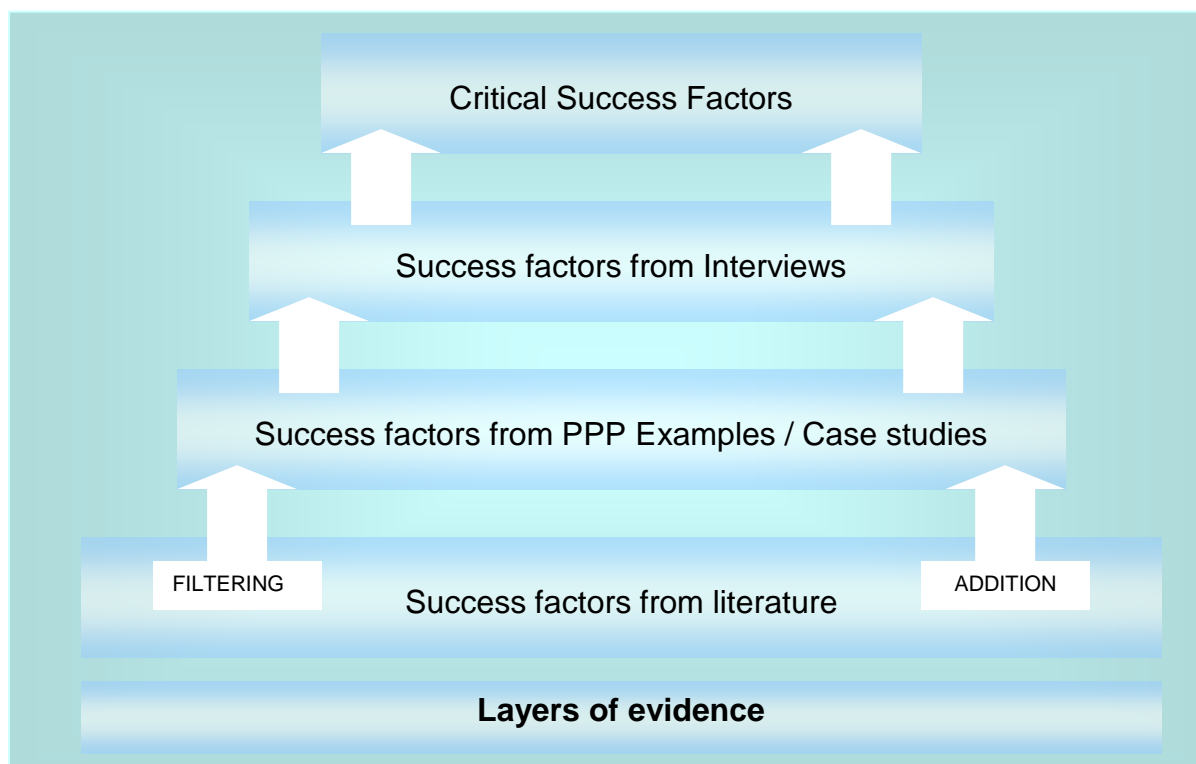 Critical Success Factors
Success factors from Interviews
Success factors from PPP Examples / Case studies
FILTERING
ADDITION
Success factors from literature
Layers of evidence